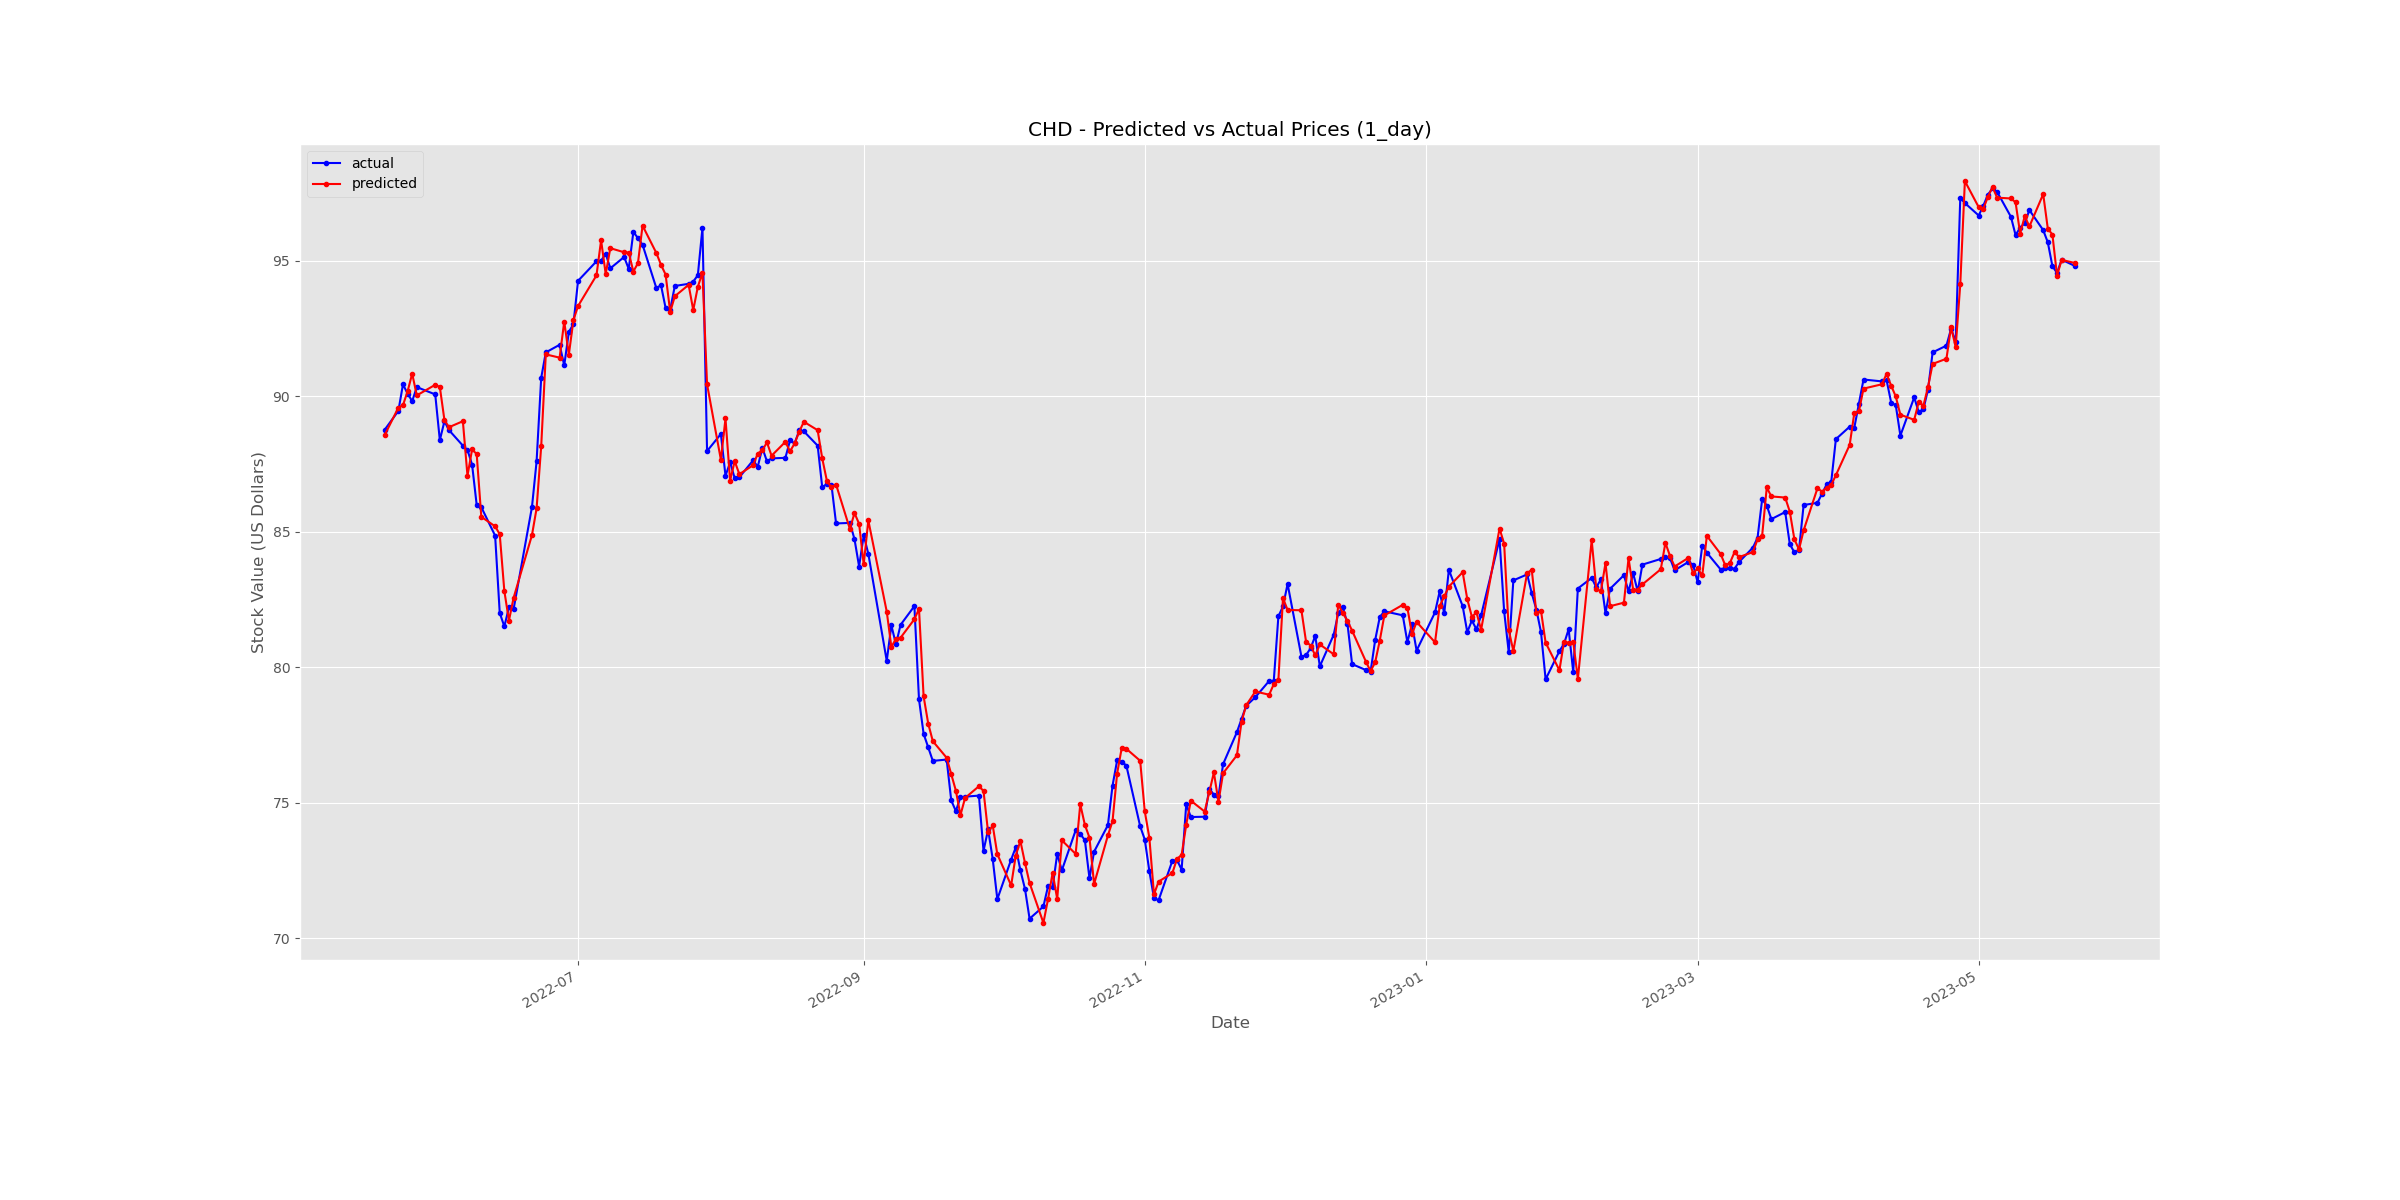 CHD - Predicted vs Actual Prices (1_day)
actual
predicted
Stock Value (US Dollars)
95
90
85
80
75
70
2022-07
2022-09
2022-11
2023-01
2023-03
2023-05
Date